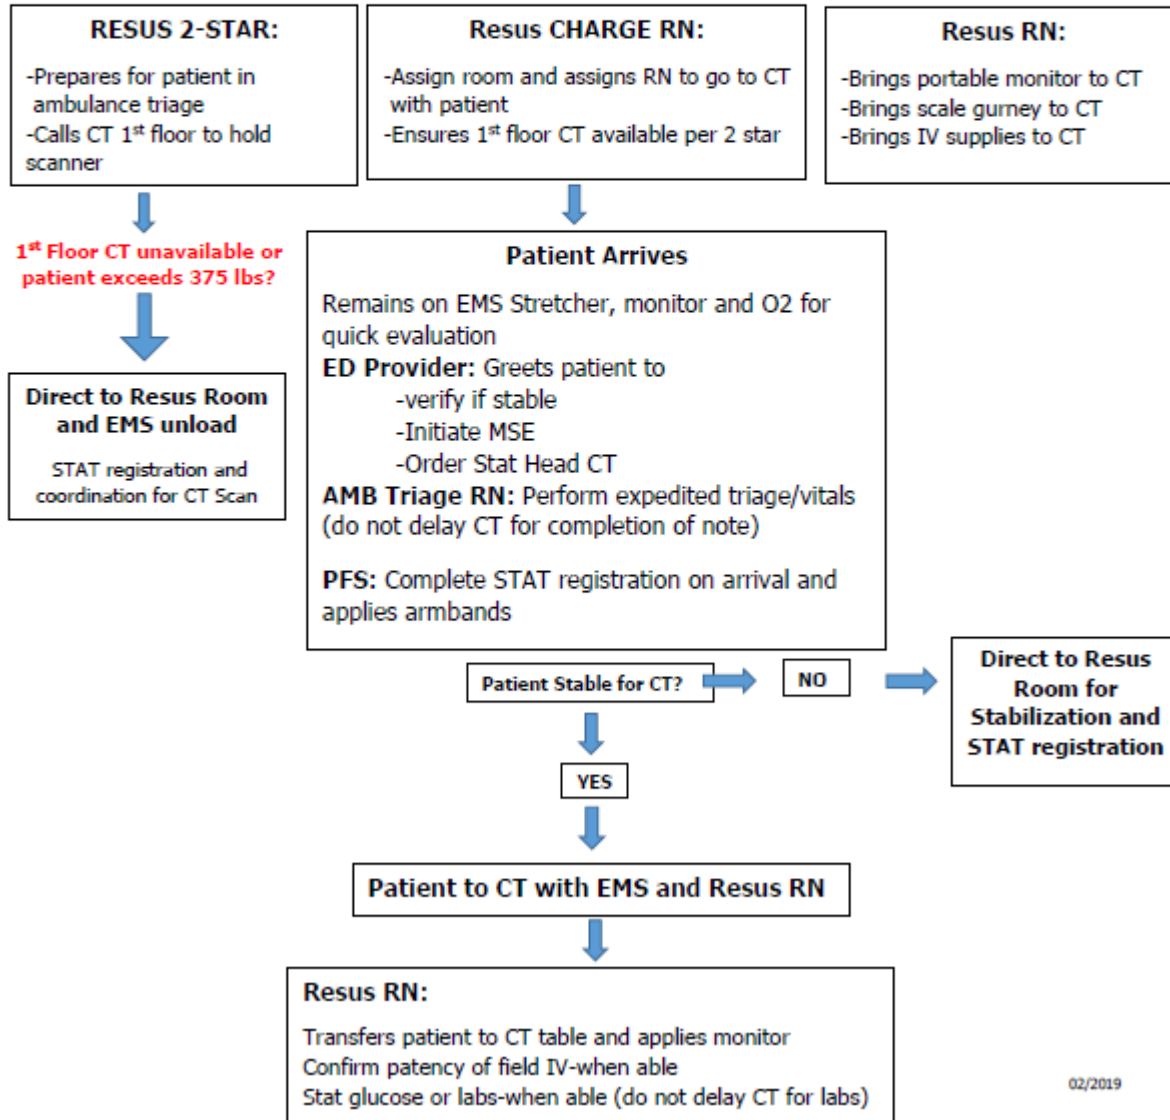 RESUS 2-STAR:
-Prepares for patient in
ambulance triage
-Calls CT 1st floor to hold
scanner
Resus CHARGE RN:
-Assign room and assigns RN to go to CT
with patient
-Ensures 1st floor CT available per 2 star
Resus RN:
-Brings portable monitor to CT
-Brings scale gurney to CT
-Brings IV supplies to CT
1st Floor CT unavailable or
patient exceeds 375 lbs?
Direct to Resus Room
and EMS unload
STAT registration and
coordination for CT Scan
Patient Arrives
Remains on EMS Stretcher, monitor and O2 for
quick evaluation
ED Provider: Greets patient to
-verify if stable
-Initiate MSE
-Order Stat Head CT
AMB Triage RN: Perform expedited triage/vitals
(do not delay CT for completion of note)
PFS: Complete STAT registration on arrival and
applies armbands
Patient Stable for CT?
NO
Direct to Resus
Room for
Stabilization and
STAT registration
YES
Patient to CT with EMS and Resus RN
Resus RN:
Transfers patient to CT table and applies monitor
Confirm patency of field IV-when able
Stat glucose or labs-when able (do not delay CT for labs)
02/2019